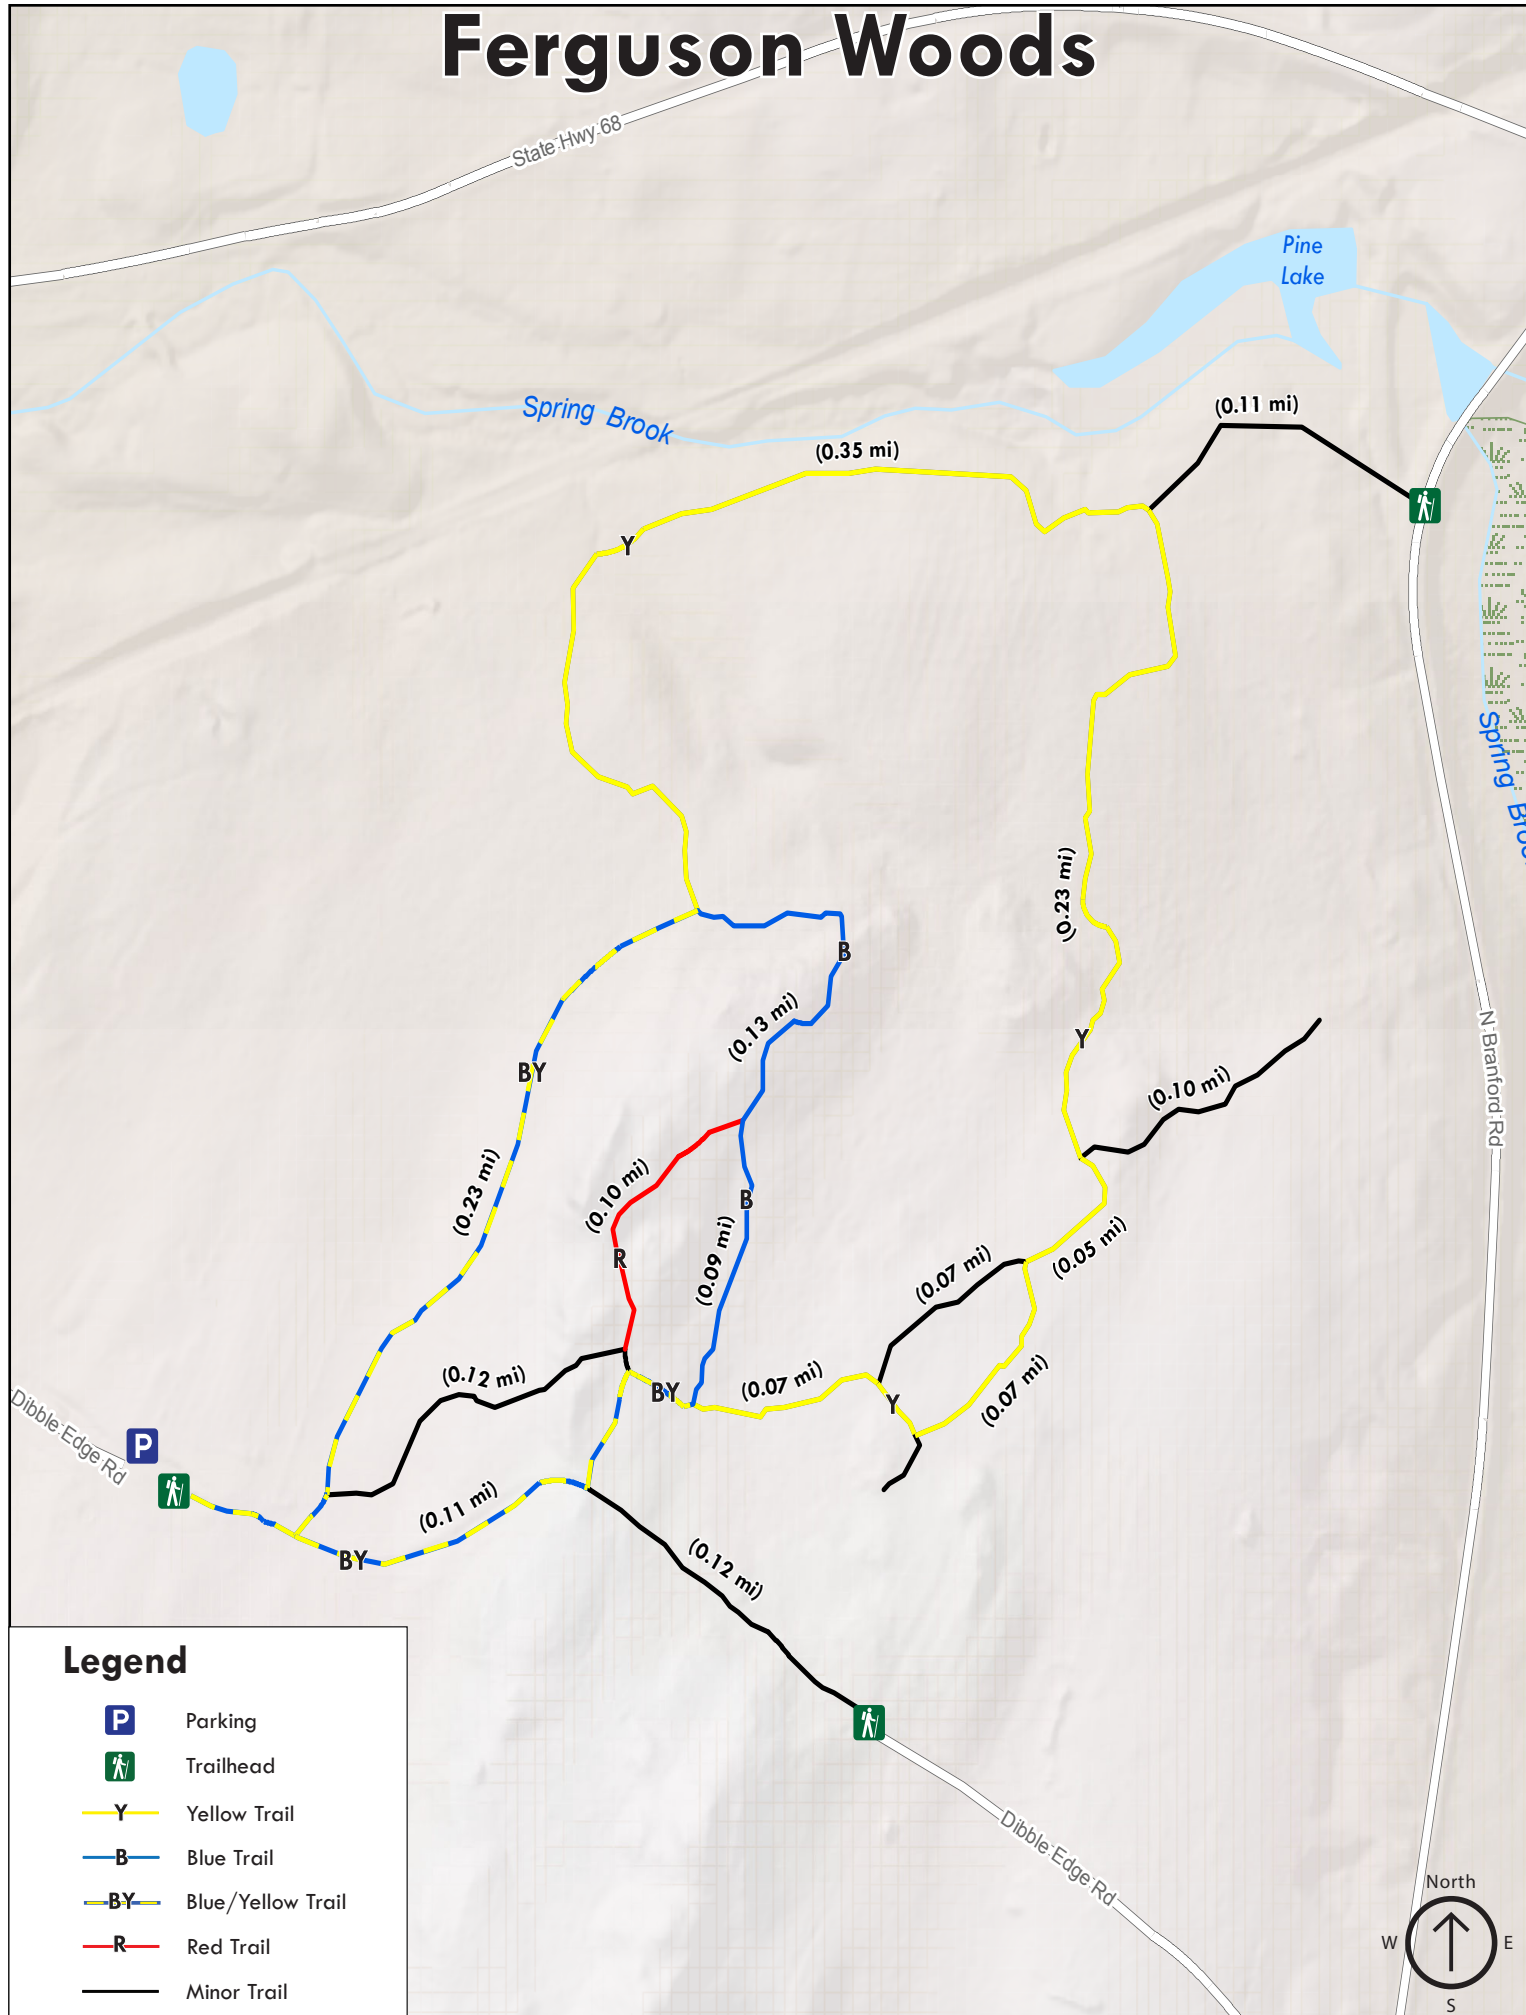 Ferguson Woods
State Hwy 68
Pine
Lake
Spring Brook
(0.11 mi)
(0.35 mi)
Y
Spring Broo
(0.23 mi)
B
(0.13 mi)
Y
N Branford Rd
BY
(0.10 mi)
(0.23 mi)
(0.10 mi)
B
R
(0.09 mi)
(0.05 mi)
(0.07 mi)
(0.12 mi)
BY
(0.07 mi)
Y
(0.07 mi)
Dibble Edge Rd
P
(0.11 mi)
BY
(0.12 mi)
Dibble Edge Rd
Legend
P Parking
Trailhead
Y Yellow Trail
B Blue Trail
BY Blue/Yellow Trail
R Red Trail
Minor Trail
North
W E
S